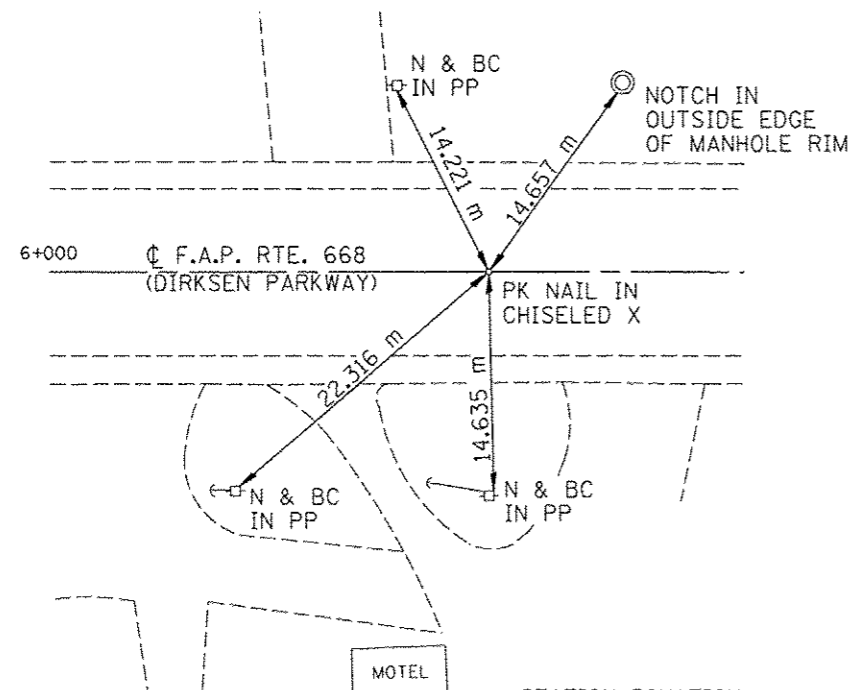 N & BC
IN PP
NOTCH IN
OUTSIDE EDGE
OF MANHOLE RIM
14.221 m
14.657 m
6+000
℄ F.A.P. RTE. 668
(DIRKSEN PARKWAY)
PK NAIL IN
CHISELED X
22.316 m
14.635 m
N & BC
IN PP
N & BC
IN PP
MOTEL